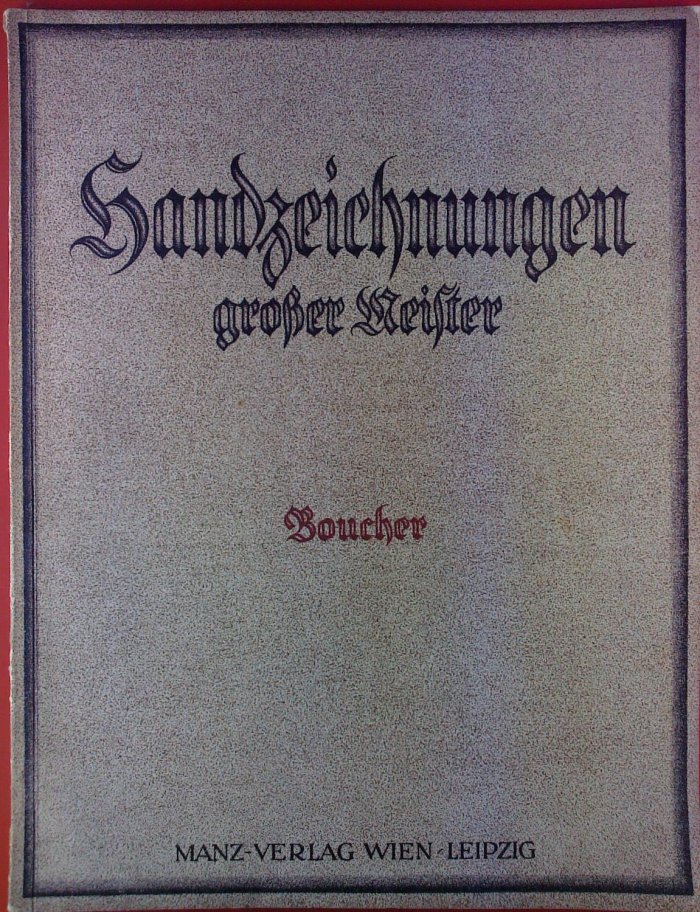 Handzeichnungen
großer Meister
Boucher
MANZ-VERLAG WIEN-LEIPZIG